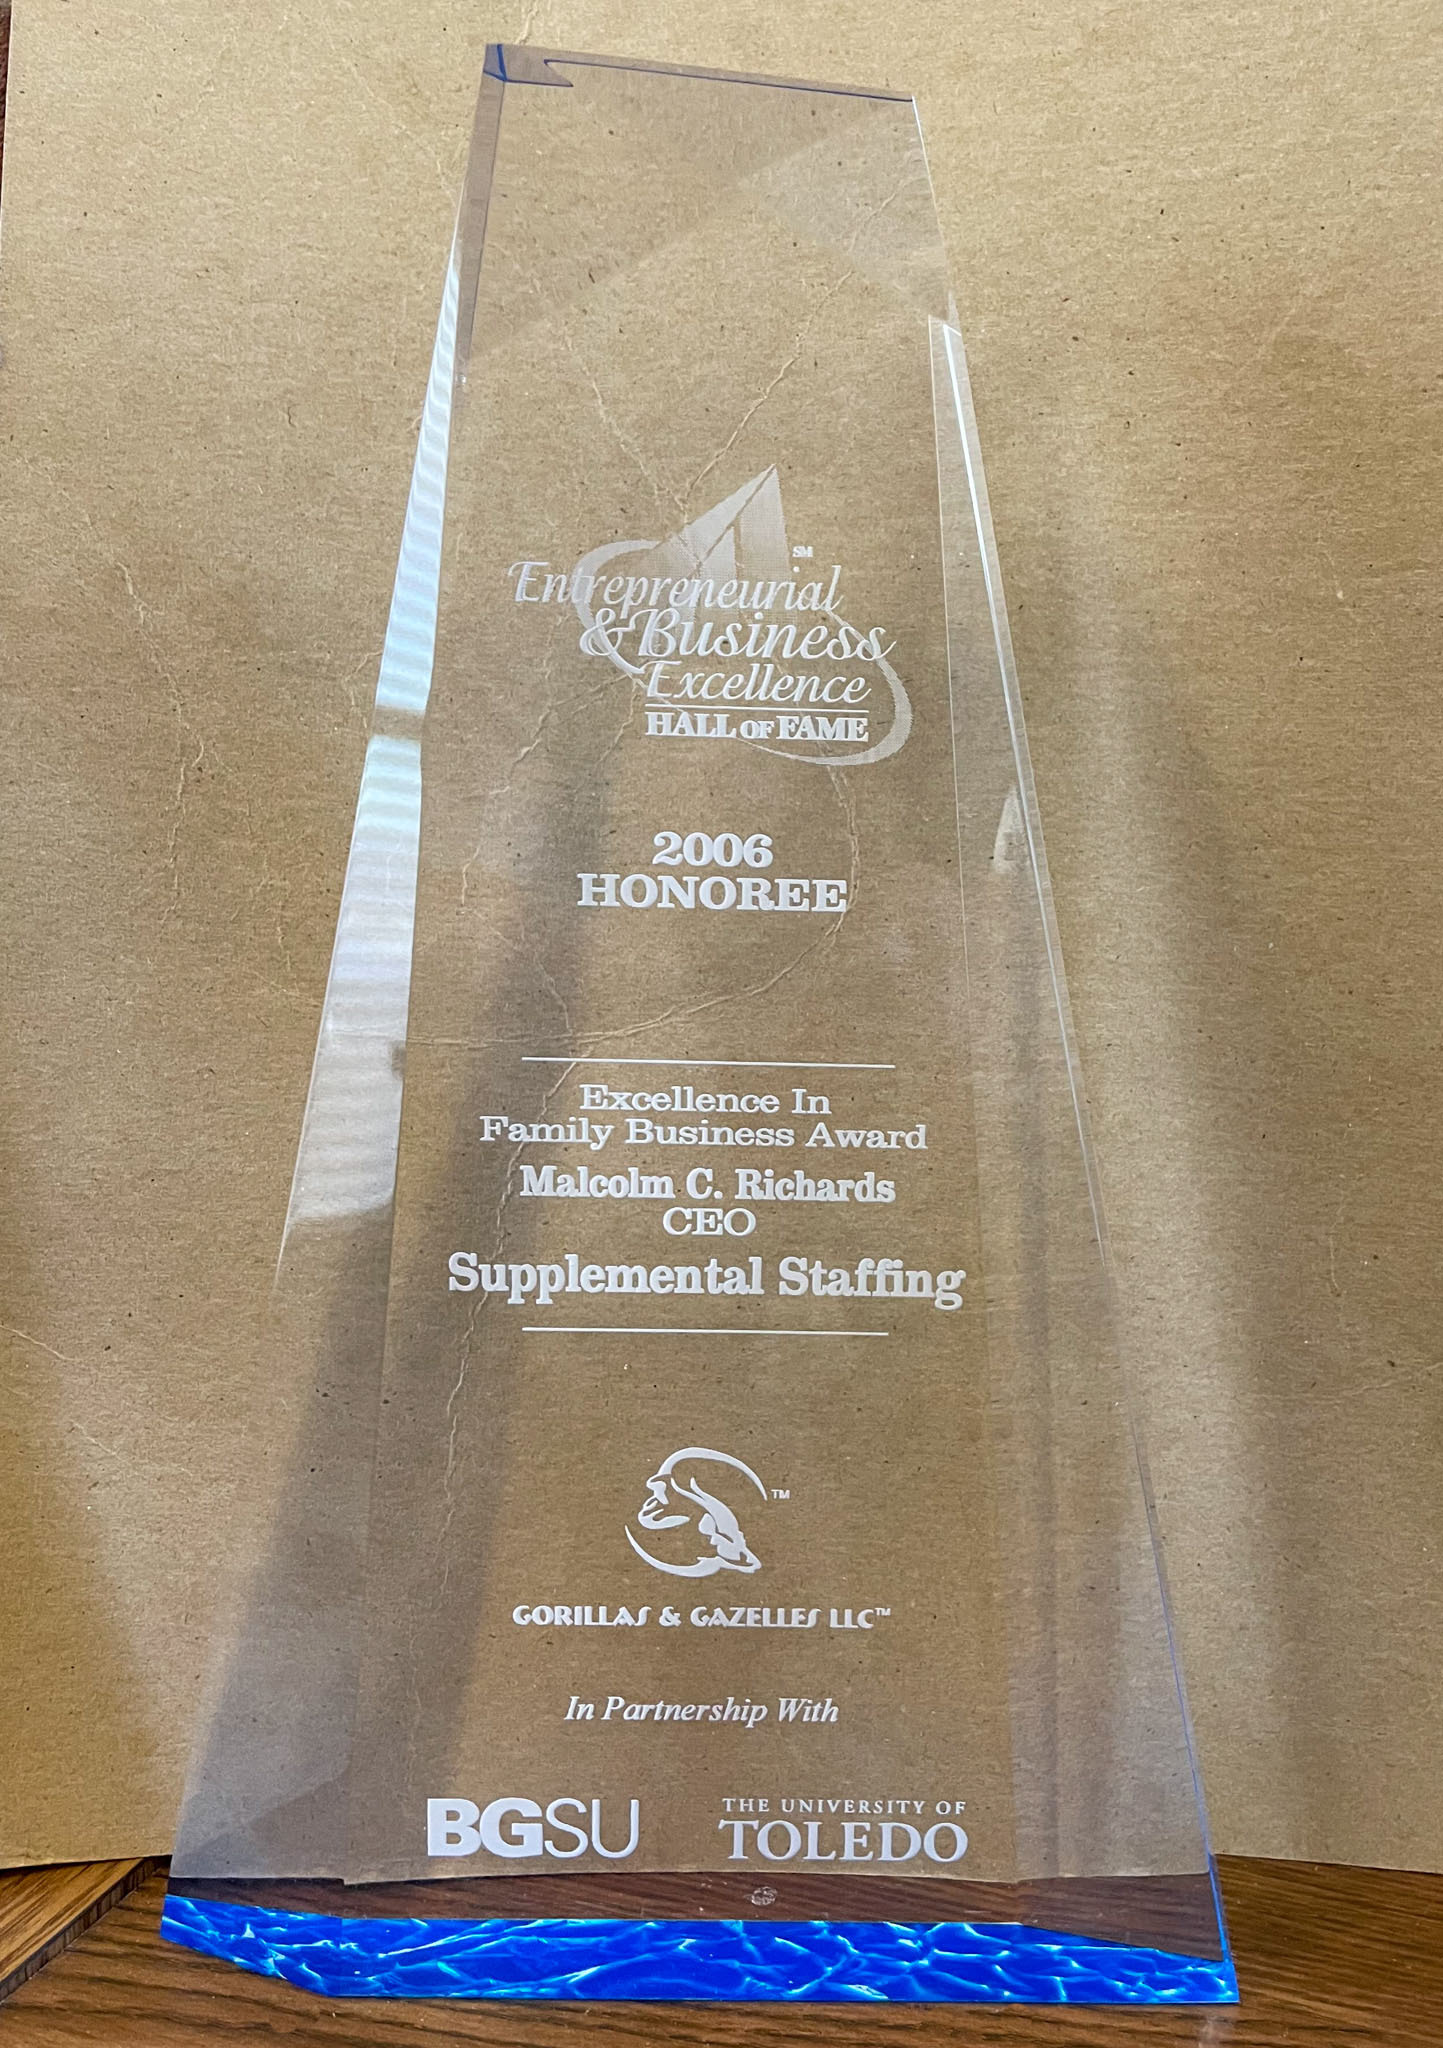 SM
Entrepreneurial
& Business
Excellence
HALL OF FAME
2006
HONOREE
Excellence In
Family Business Award
Malcolm C. Richards
CEO
Supplemental Staffing
TM
GORILLAS & GAZELLES LLC™
In Partnership With
BGSU
THE UNIVERSITY OF
TOLEDO